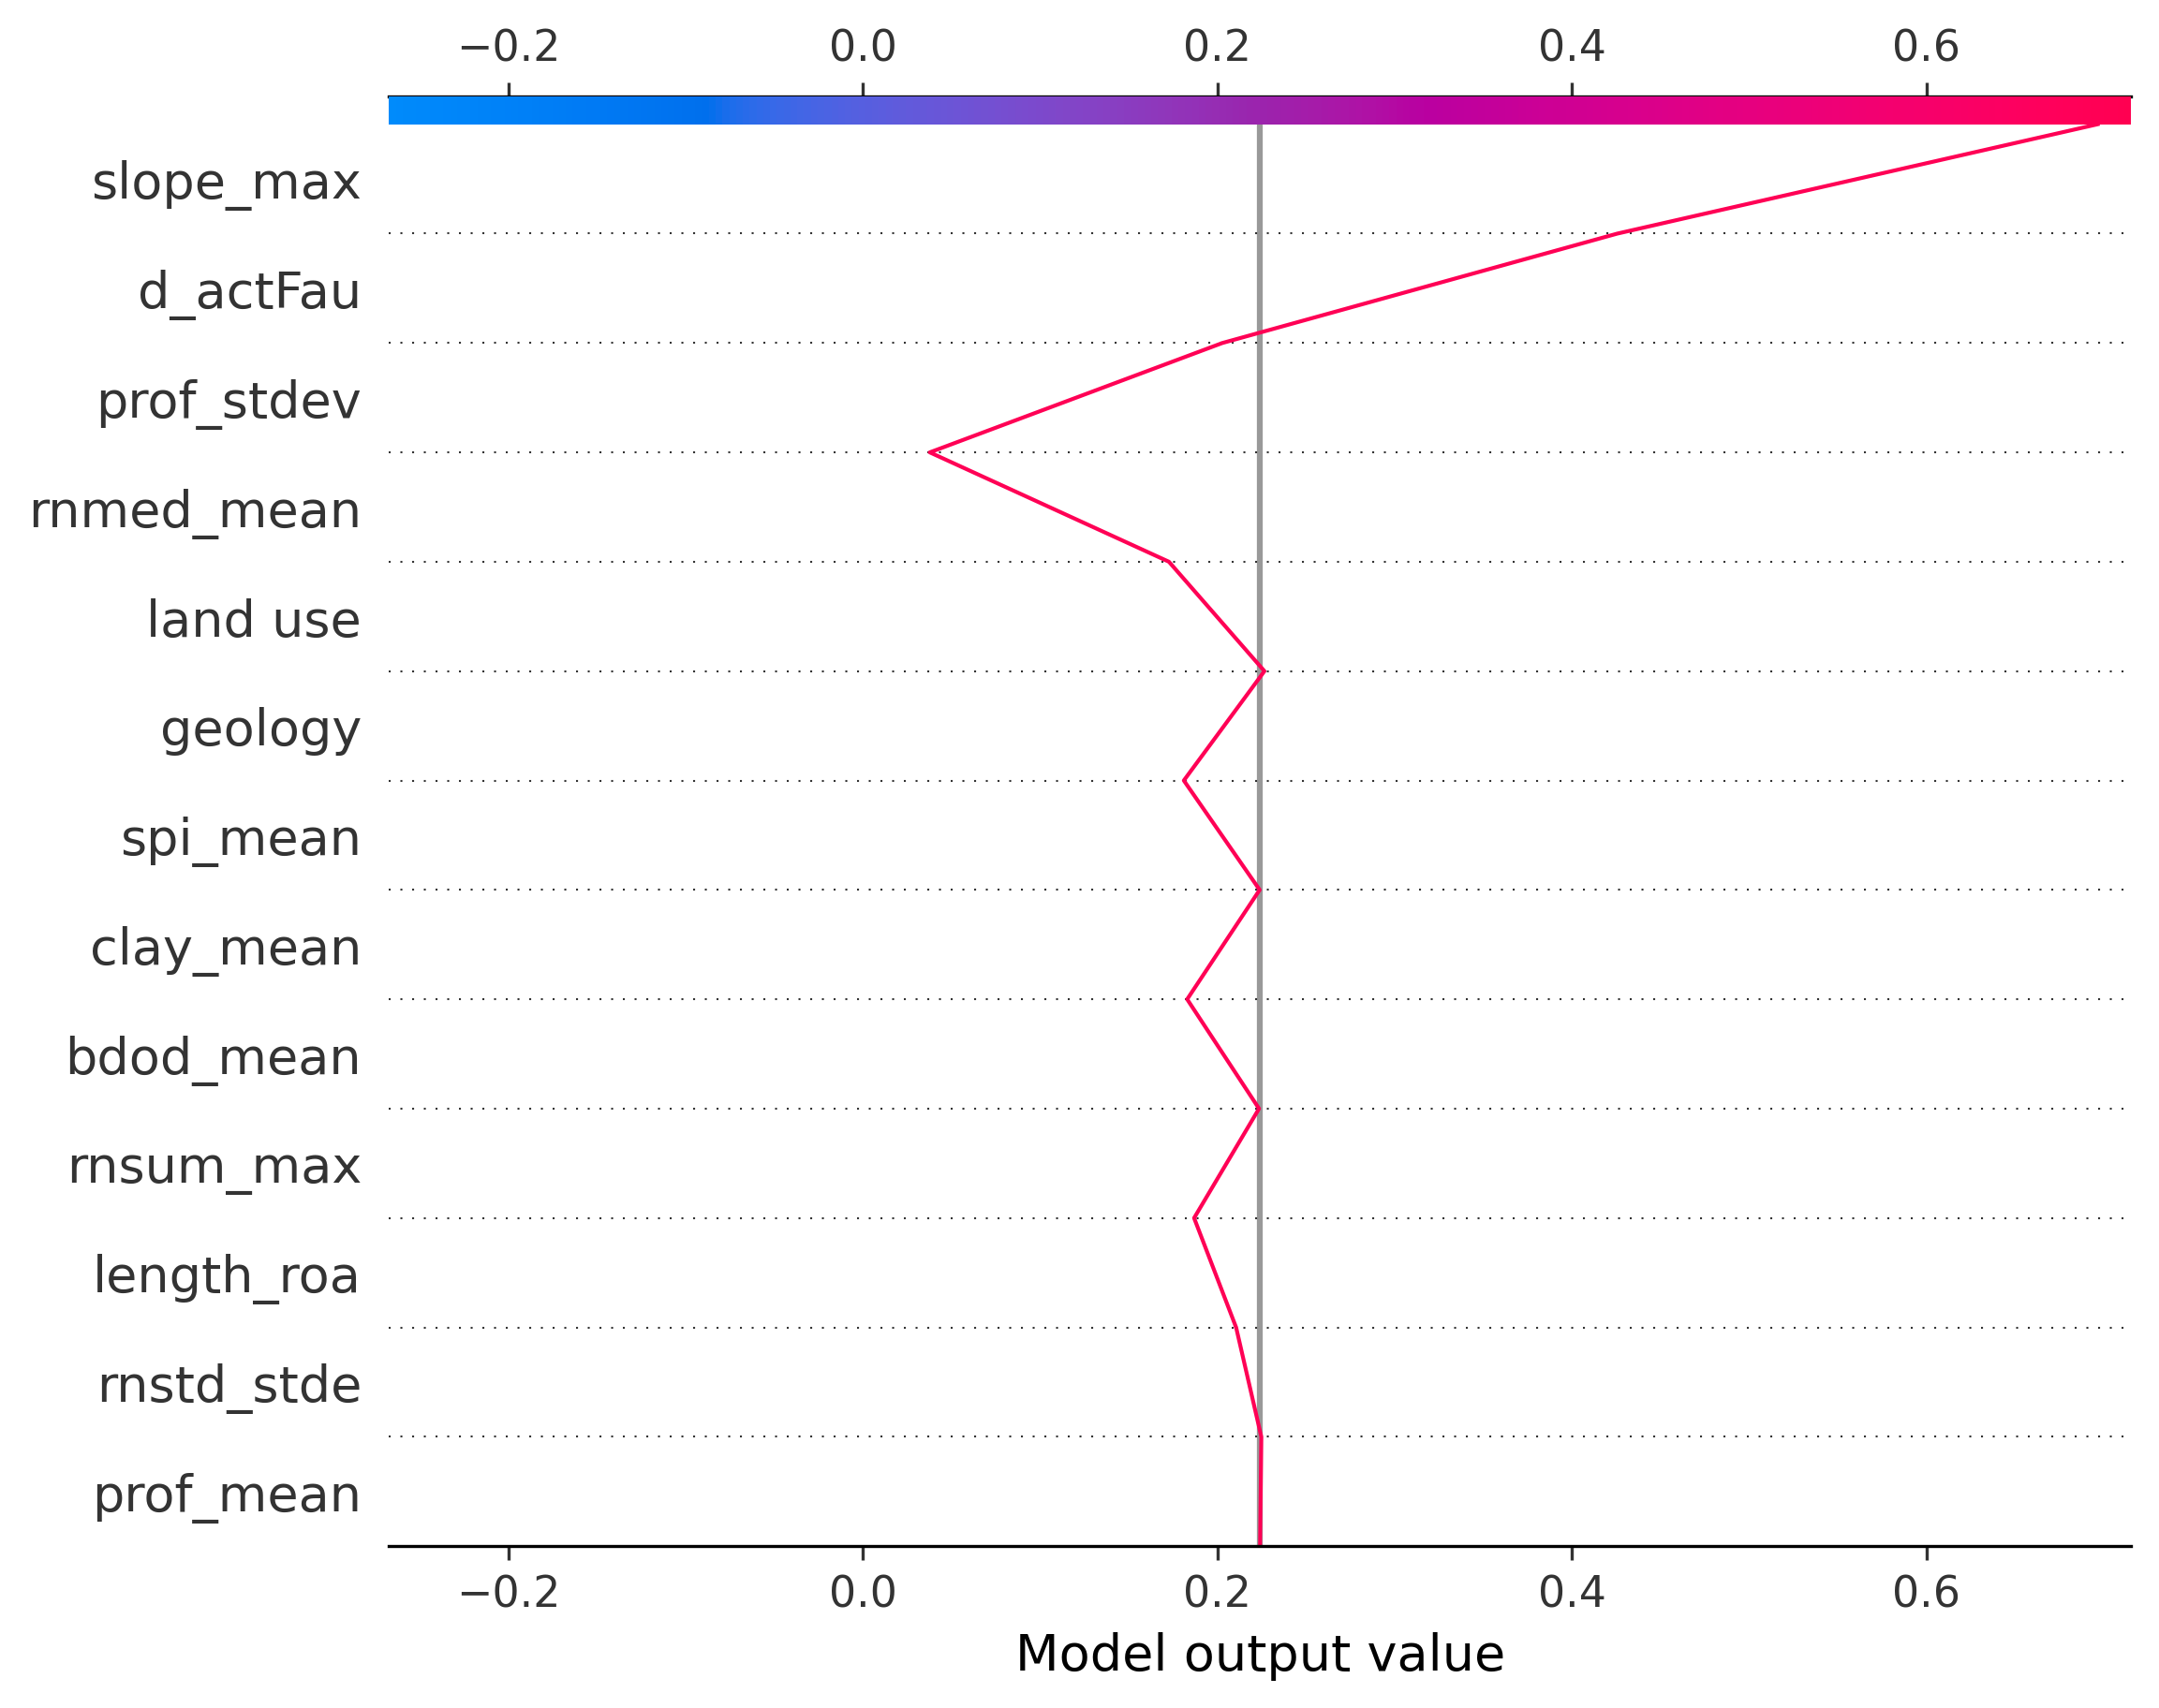 −0.2 0.0 0.2 0.4 0.6
slope_max
d_actFau
prof_stdev
rnmed_mean
land use
geology
spi_mean
clay_mean
bdod_mean
rnsum_max
length_roa
rnstd_stde
prof_mean
−0.2 0.0 0.2 0.4 0.6
Model output value